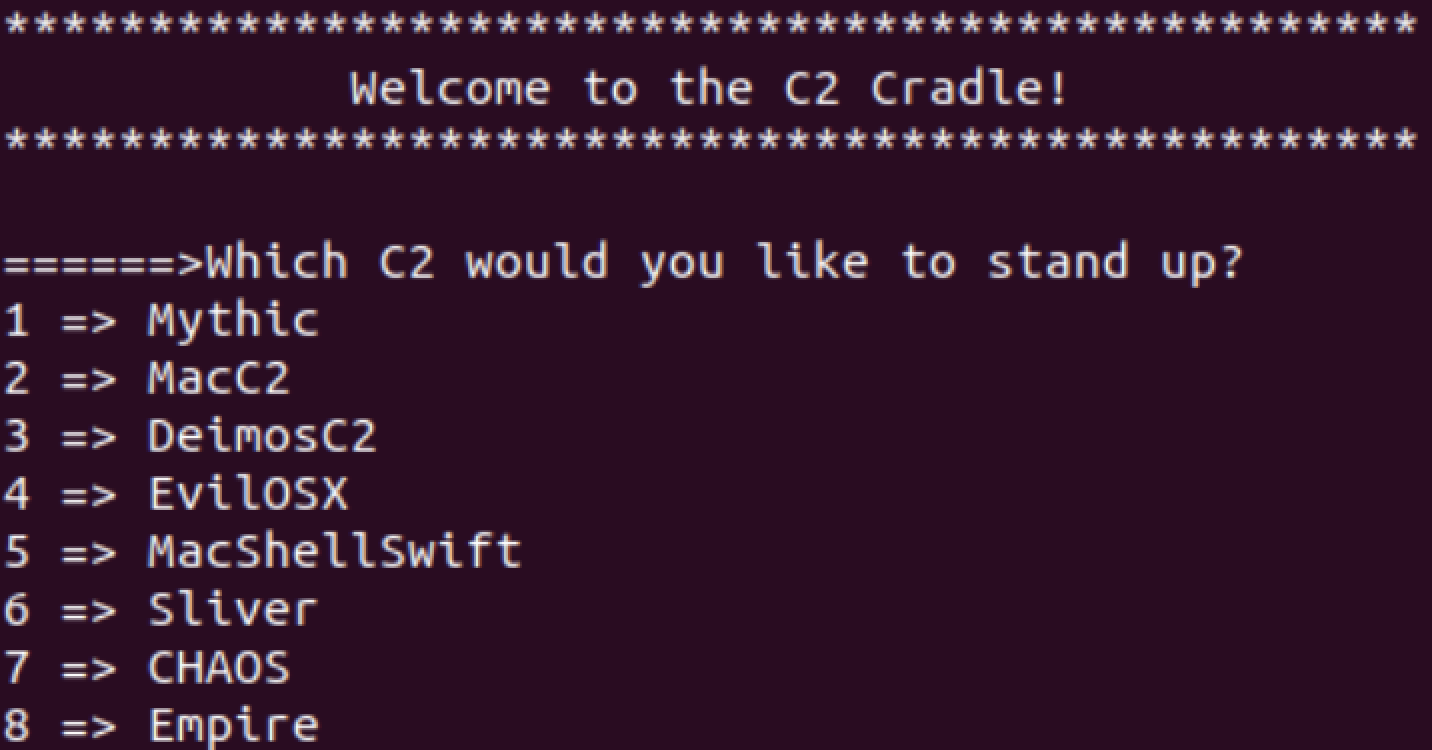 *************************************************
Welcome to the C2 Cradle!
*************************************************
======>Which C2 would you like to stand up?
1 => Mythic
2 => MacC2
3 => DeimosC2
4 => EvilOSX
5 => MacShellSwift
6 => Sliver
7 => CHAOS
8 => Empire